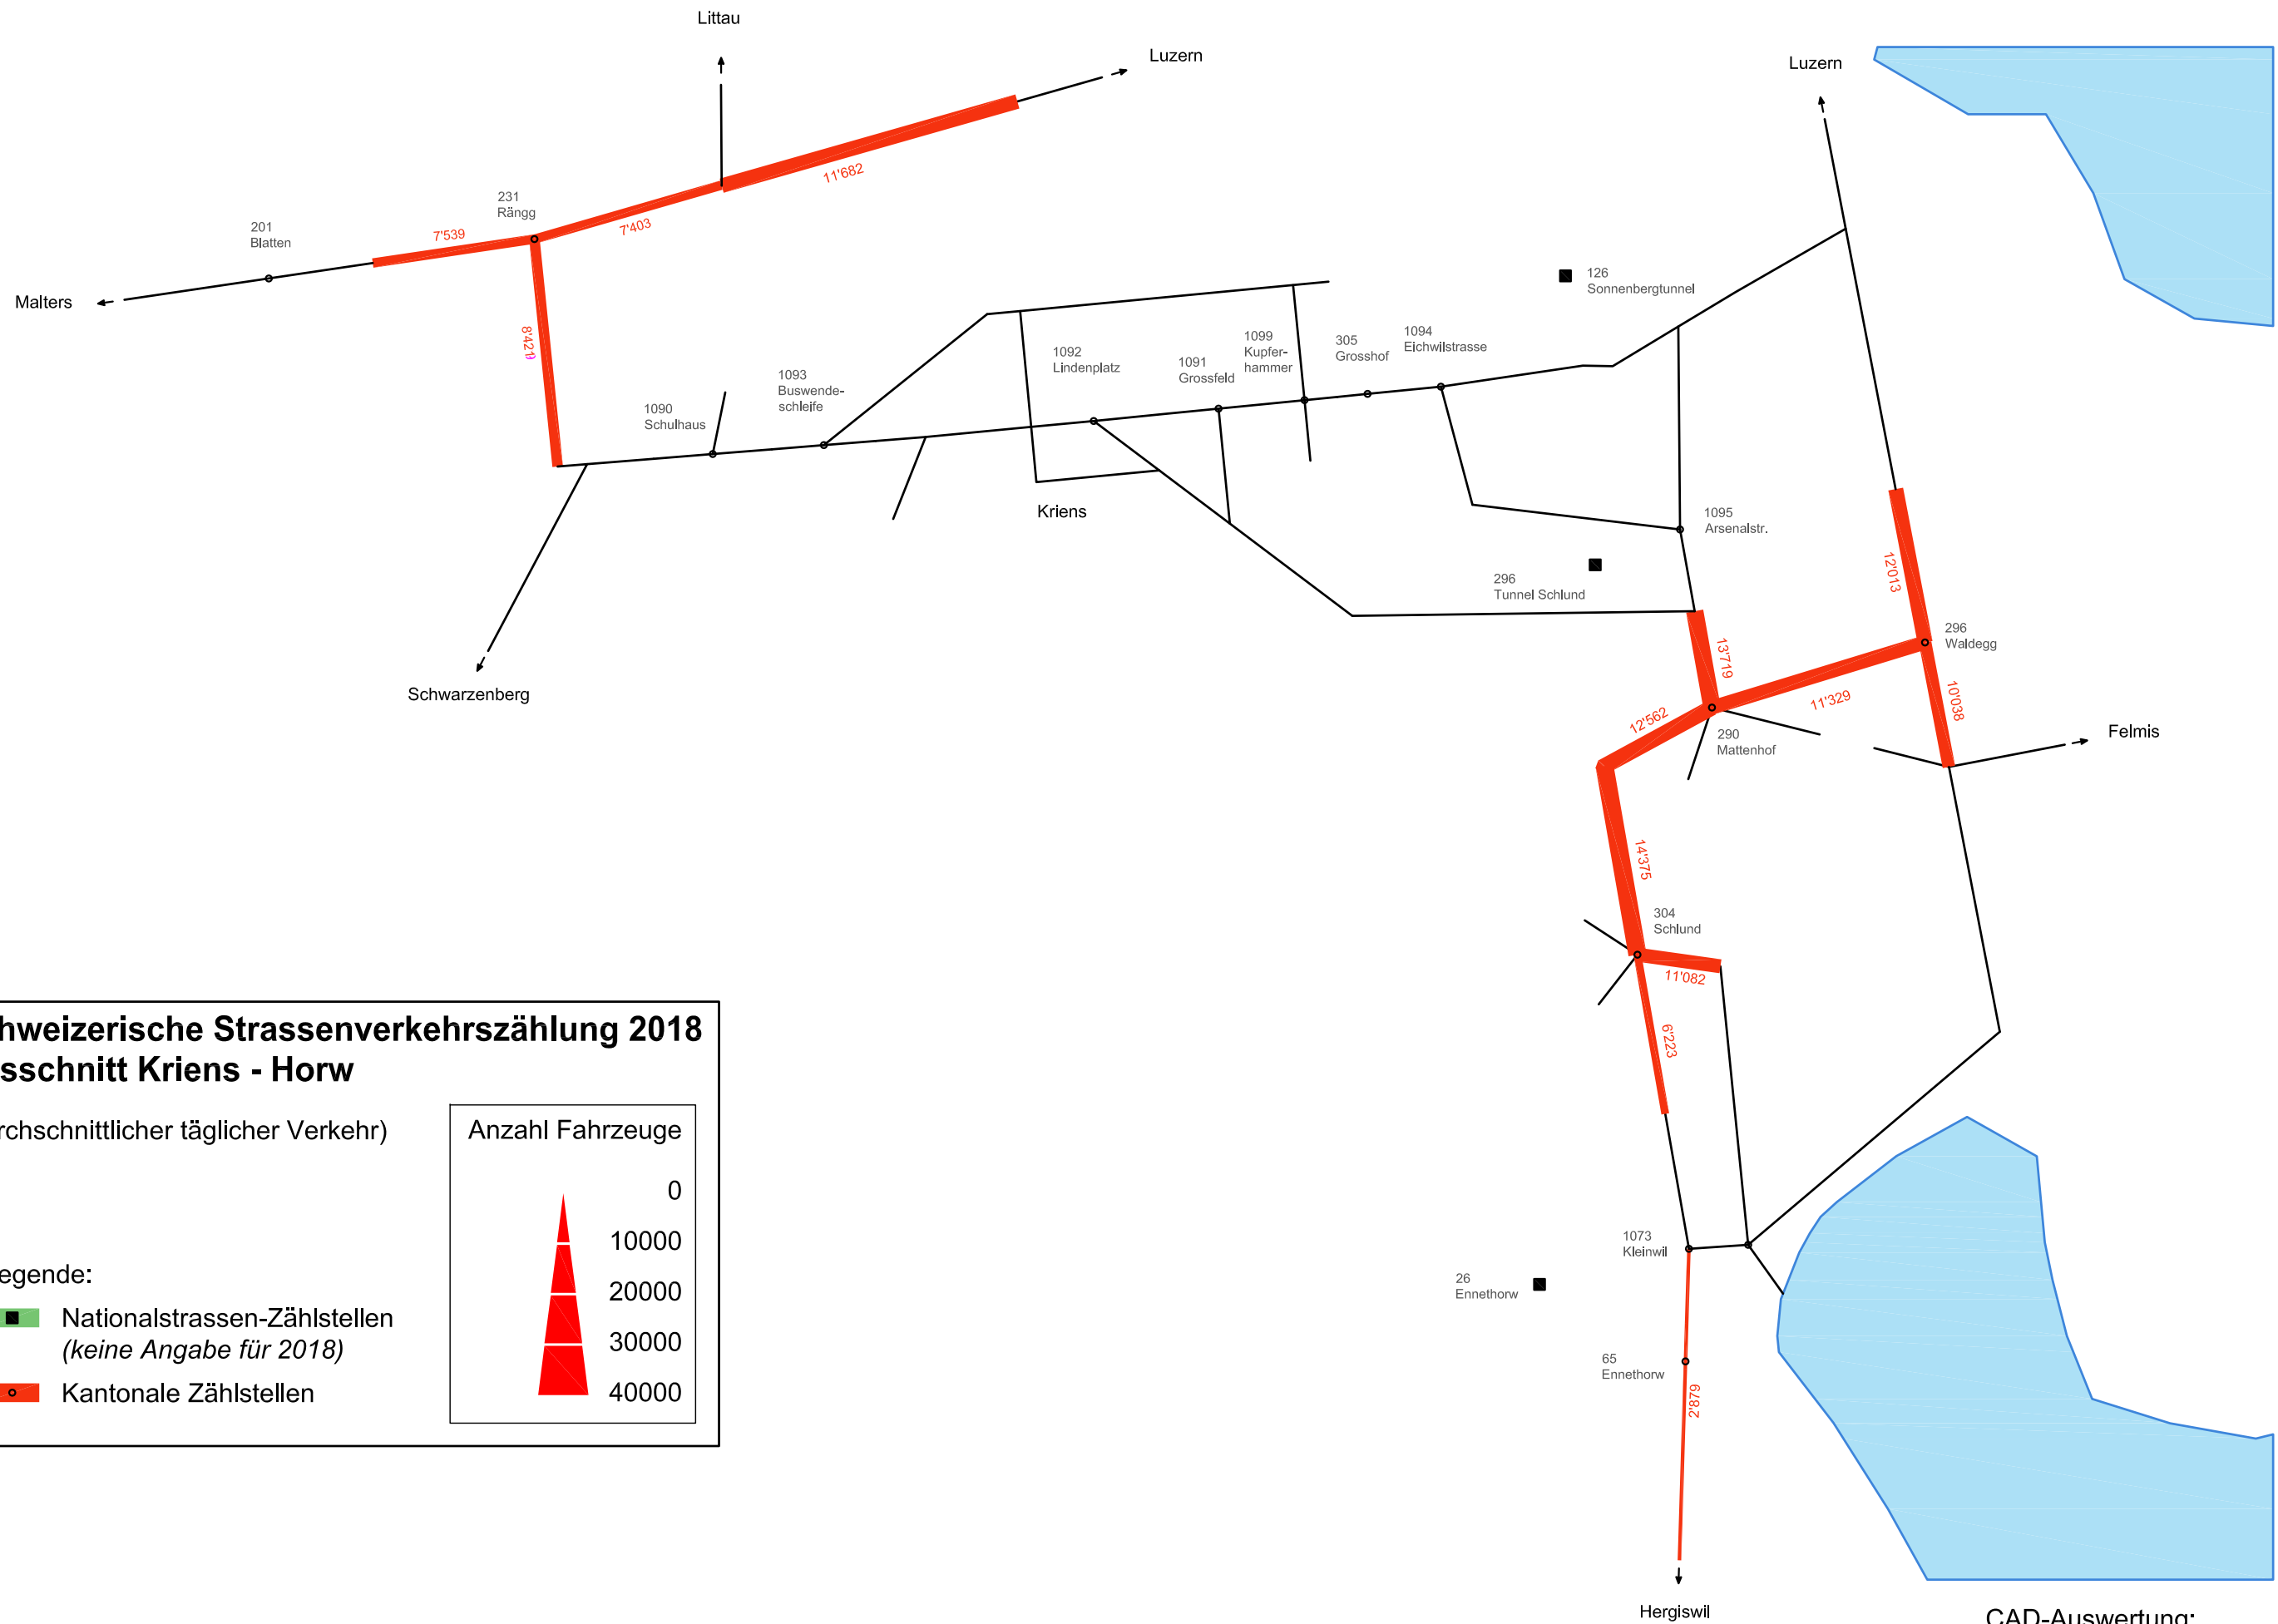 Littau
Luzern
Luzern
231
Rängg
201
Blatten
7'539
7'403
11'682
Malters
8'421
126
Sonnenbergtunnel
1099
Kupfer-
hammer
305
Grosshof
1094
Eichwilstrasse
1092
Lindenplatz
1091
Grossfeld
1093
Buswende-
schleife
1090
Schulhaus
Kriens
1095
Arsenalstr.
296
Tunnel Schlund
12'013
296
Waldegg
13'719
11'329
10'038
Schwarzenberg
12'562
290
Mattenhof
Felmis
14'375
304
Schlund
11'082
6'223
hweizerische Strassenverkehrszählung 2018
sschnitt Kriens - Horw
rchschnittlicher täglicher Verkehr)
Anzahl Fahrzeuge
0
10000
20000
30000
40000
egende:
Nationalstrassen-Zählstellen
(keine Angabe für 2018)
Kantonale Zählstellen
1073
Kleinwil
26
Ennethorw
65
Ennethorw
2'879
Hergiswil
CAD-Auswertung: